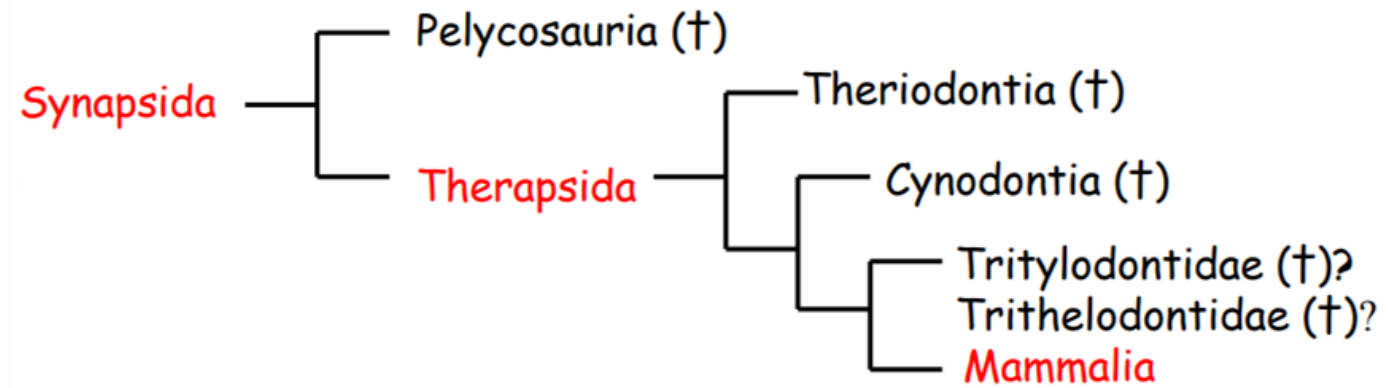 Pelycosauria (†)
Synapsida
Theriodontia (†)
Therapsida
Cynodontia (†)
Tritylodontidae (†)?
Trithelodontidae (†)?
Mammalia